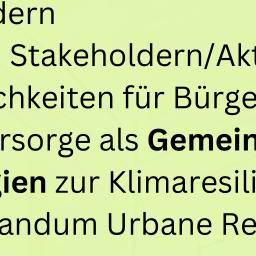 dern
Stakeholdern/Akt
chkeiten für Bürge
rsorge als Gemein
gien zur Klimaresili
andum Urbane Re